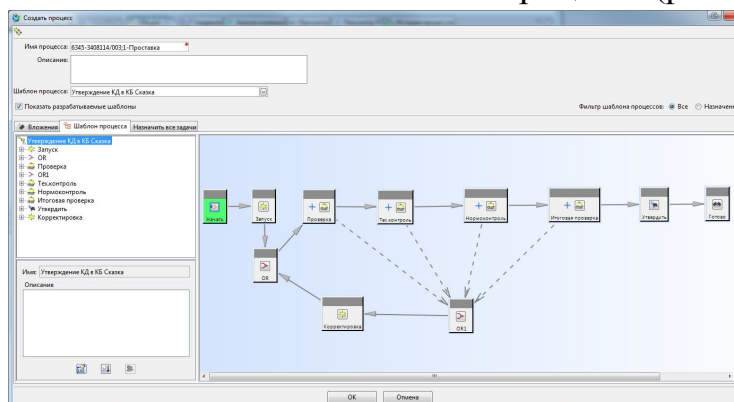 Создать процесс
Имя процесса: 6345-3408114/003;1-Проставка *
Описание:
Шаблон процесса: Утверждение КД в КБ Сказка
Показать разрабатываемые шаблоны
Фильтр шаблона процессов: Все Назначен
Вложения Шаблон процесса Назначить все задачи
Утверждение КД в КБ Сказка
Запуск
OR
Проверка
OR1
Тех.контроль
Нормоконтроль
Итоговая проверка
Утвердить
Корректировка
Начать Запуск Проверка Тех.контроль Нормоконтроль Итоговая проверка Утвердить Готово
OR
Корректировка OR1
Имя: Утверждение КД в КБ Сказка
Описание
OK Отмена